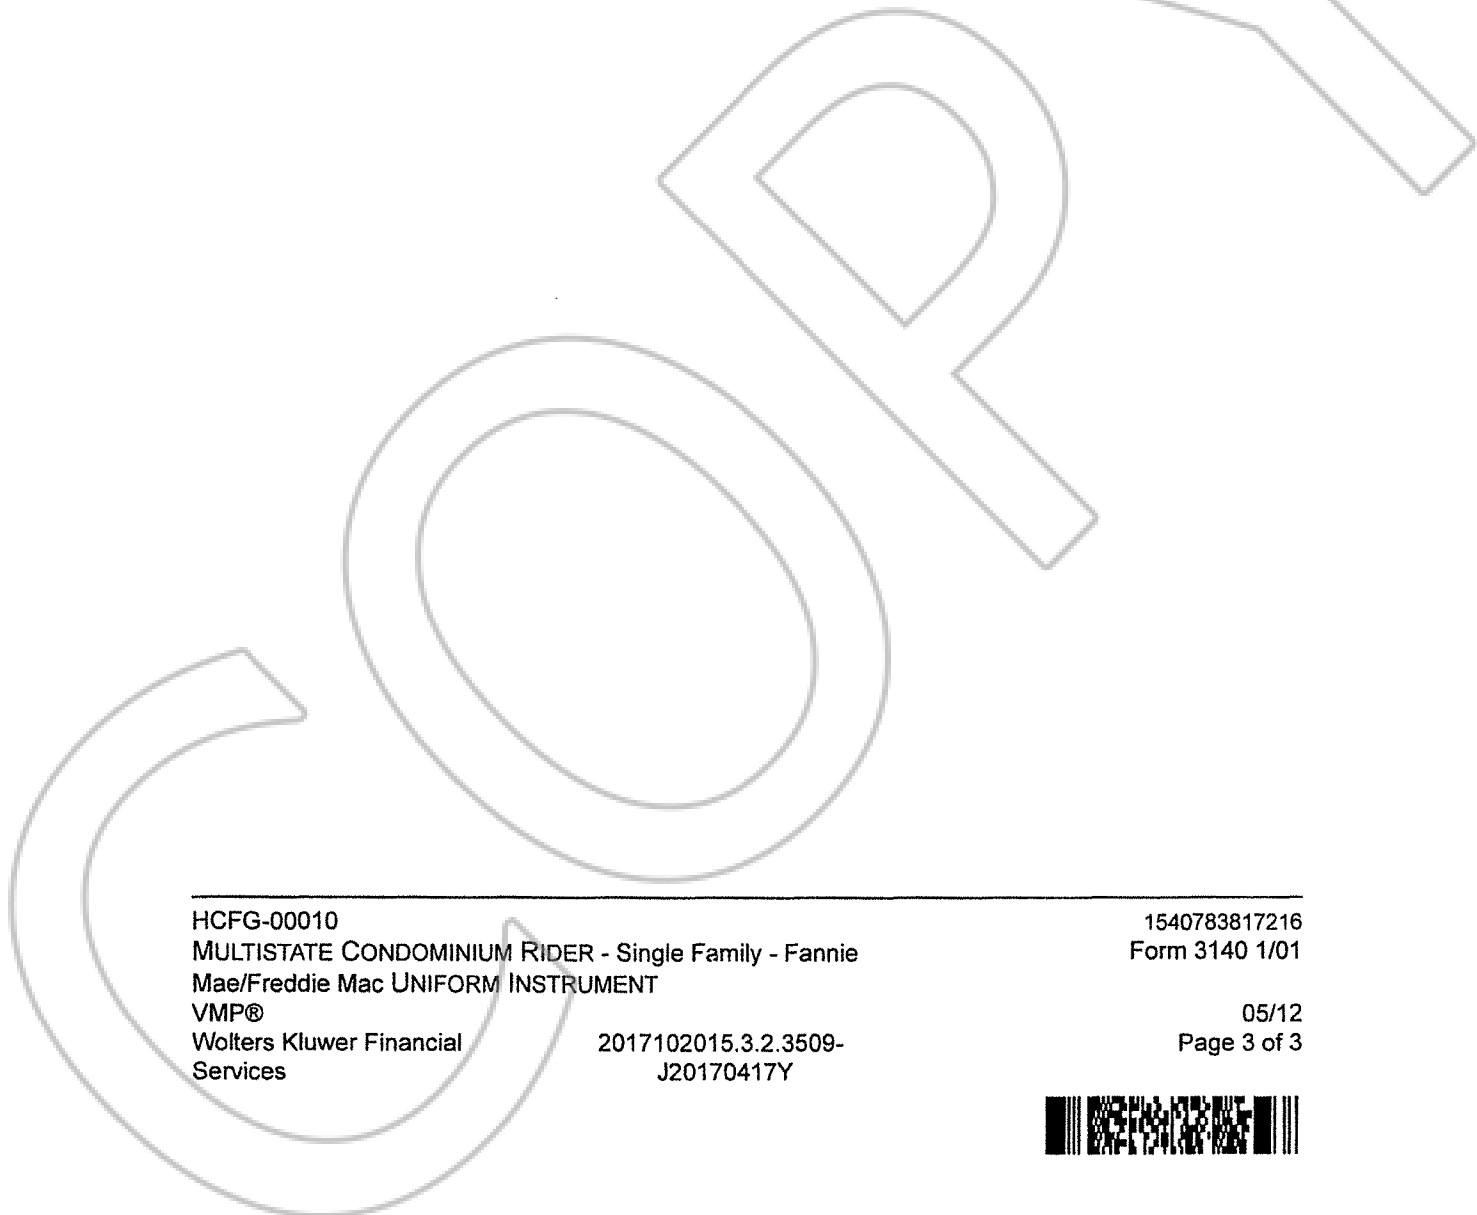 COPY
HCFG-00010 1540783817216
MULTISTATE CONDOMINIUM RIDER - Single Family - Fannie Form 3140 1/01
Mae/Freddie Mac UNIFORM INSTRUMENT
VMP® 05/12
Wolters Kluwer Financial 2017102015.3.2.3509- Page 3 of 3
Services J20170417Y